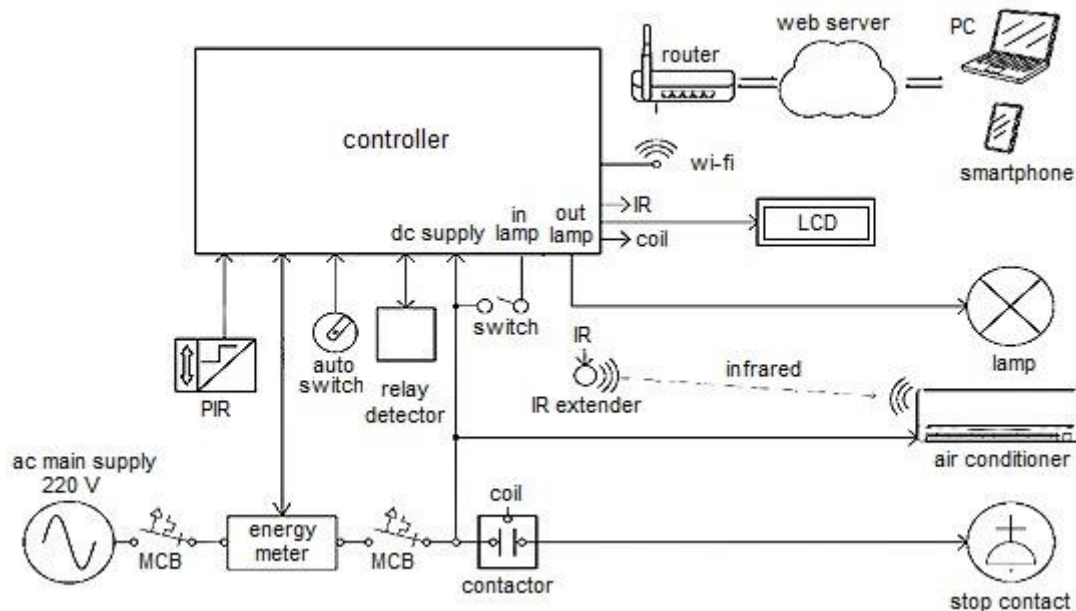 web server
PC
router
controller
wi-fi
smartphone
IR
in
lamp
out
lamp
dc supply
coil
LCD
switch
auto
switch
relay
detector
PIR
IR
IR extender
infrared
lamp
air conditioner
ac main supply
220 V
MCB
energy
meter
MCB
coil
contactor
stop contact